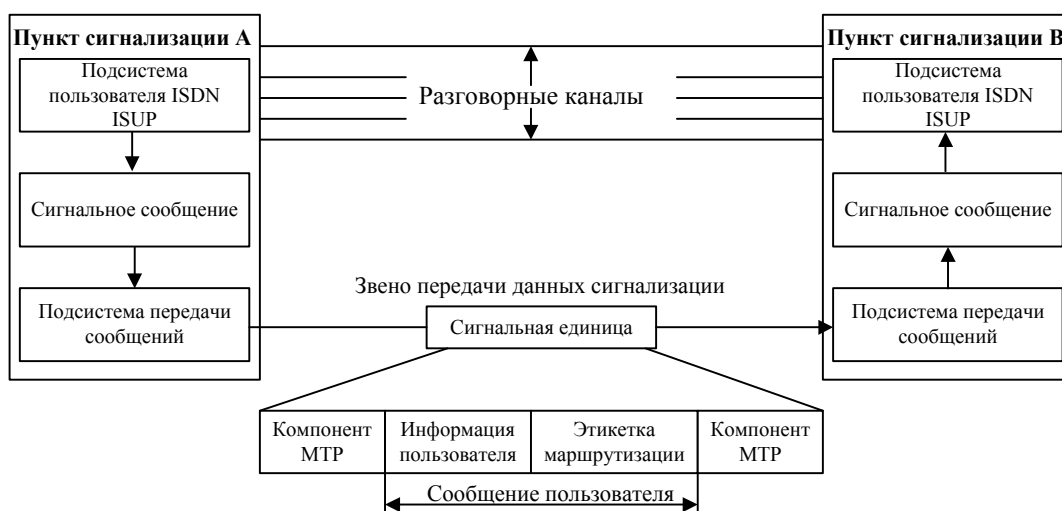 Пункт сигнализации А
Подсистема
пользователя ISDN
ISUP
Сигнальное сообщение
Подсистема передачи
сообщений
Разговорные каналы
Звено передачи данных сигнализации
Сигнальная единица
Пункт сигнализации В
Подсистема
пользователя ISDN
ISUP
Сигнальное сообщение
Подсистема передачи
сообщений
Компонент
МТР
Информация
пользователя
Этикетка
маршрутизации
Компонент
МТР
Сообщение пользователя